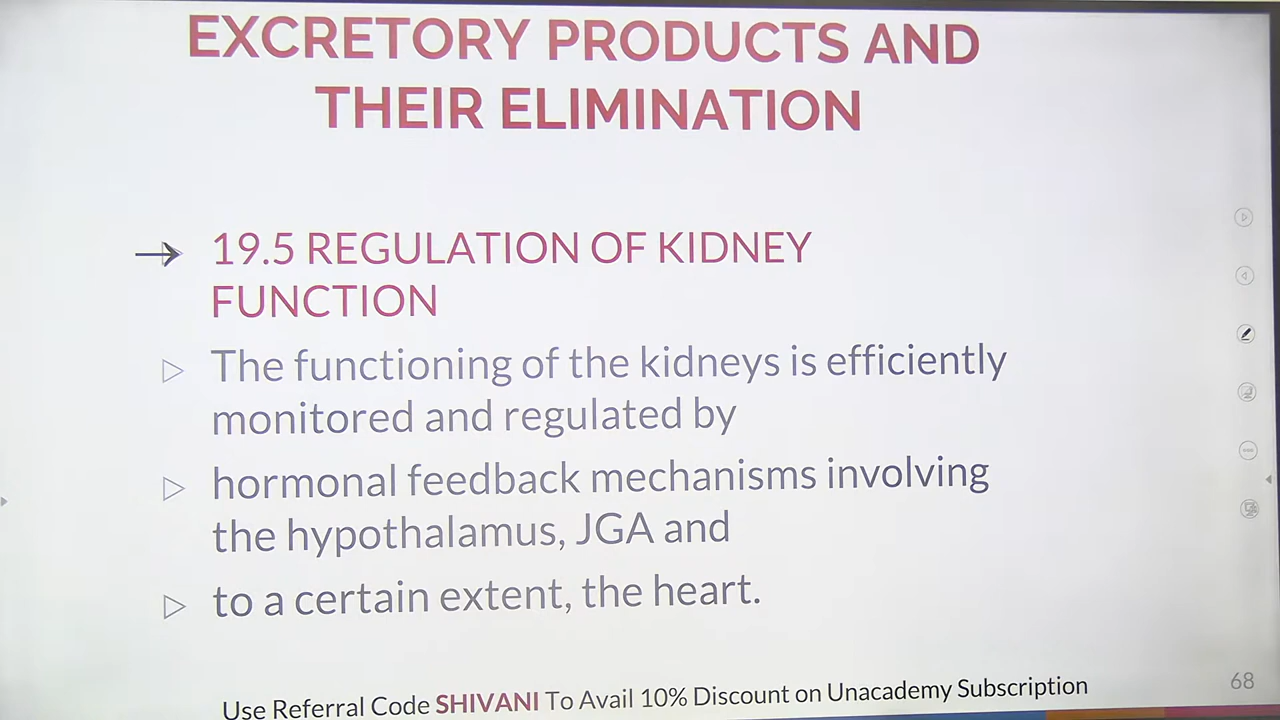 EXCRETORY PRODUCTS AND
THEIR ELIMINATION
19.5 REGULATION OF KIDNEY
FUNCTION
The functioning of the kidneys is efficiently
monitored and regulated by
hormonal feedback mechanisms involving
the hypothalamus, JGA and
to a certain extent, the heart.
Use Referral Code SHIVANI To Avail 10% Discount on Unacademy Subscription
68